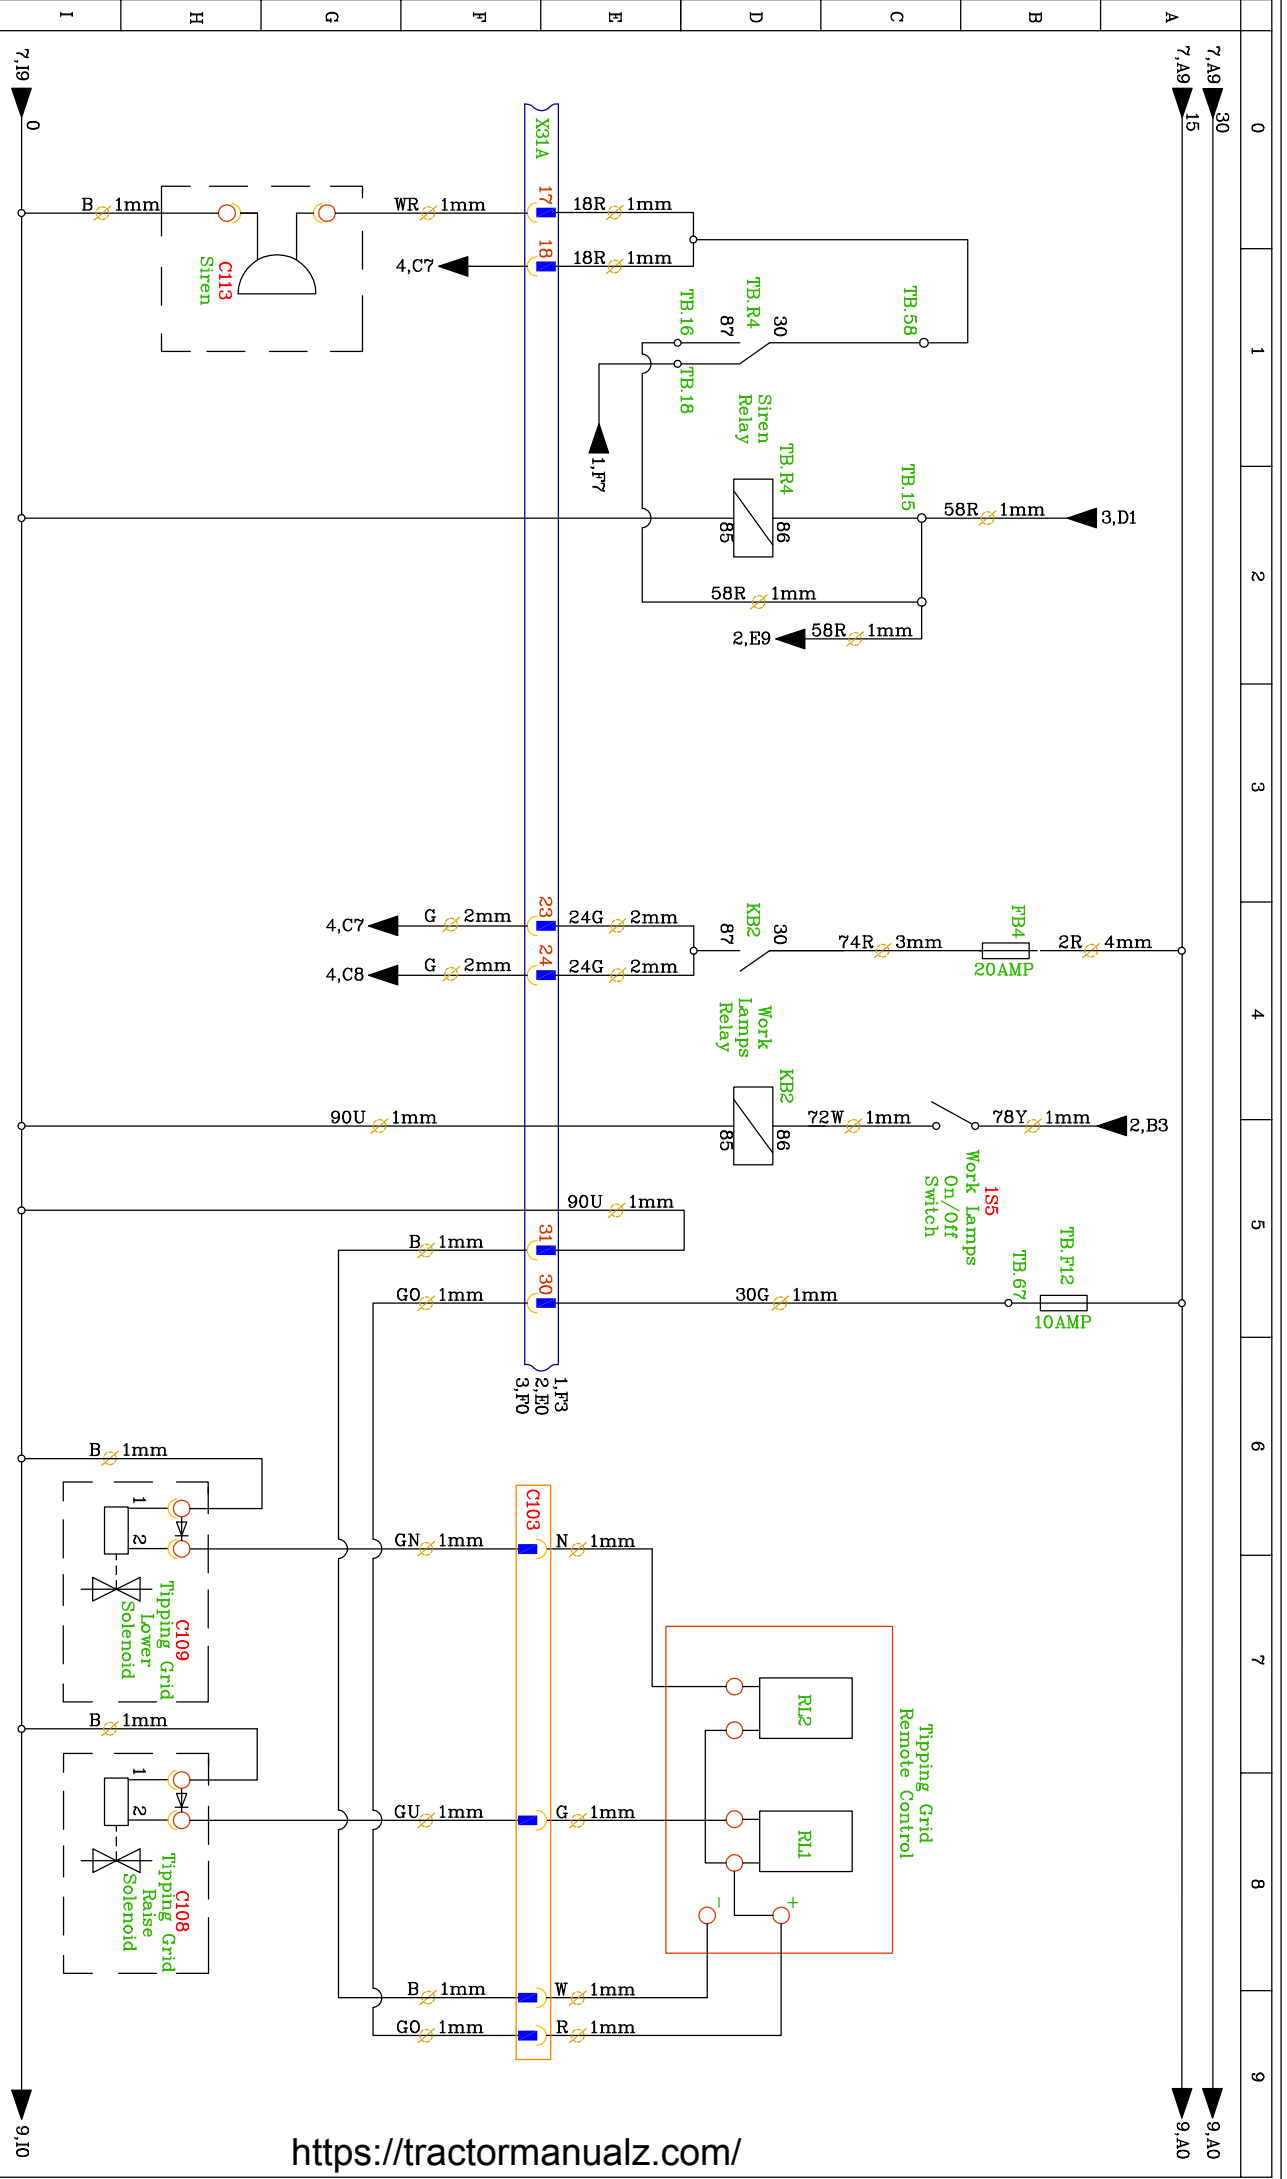 I
H
G
F
E
D
C
B
A
0
1
2
3
4
5
6
7
8
9
7,A9
30
7,A9
15
7,I9
0
X31A
17
18
B 1mm
WR 1mm
18R 1mm
18R 1mm
4,C7
C113
Siren
TB.58
TB.R4
30
87
TB.16
TB.18
1,F7
Siren
Relay
TB.R4
86
85
TB.15
58R 1mm
3,D1
58R 1mm
58R 1mm
2,E9
4,C7
G 2mm
23
24G 2mm
4,C8
G 2mm
24
24G 2mm
KB2
30
87
74R 3mm
FB4
20AMP
2R 4mm
Work
Lamps
Relay
KB2
86
85
90U 1mm
72W 1mm
78Y 1mm
2,B3
1S5
Work Lamps
On/Off
Switch
90U 1mm
31
B 1mm
30
GO 1mm
30G 1mm
TB.67
TB.F12
10AMP
1,F3
2,E0
3,F0
B 1mm
1
2
C109
Tipping Grid
Lower
Solenoid
GN 1mm
C103
N 1mm
Tipping Grid
Remote Control
RL2
RL1
+
-
B 1mm
1
2
C108
Tipping Grid
Raise
Solenoid
GU 1mm
G 1mm
B 1mm
W 1mm
GO 1mm
R 1mm
9,A0
9,A0
9,I0
https://tractormanualz.com/